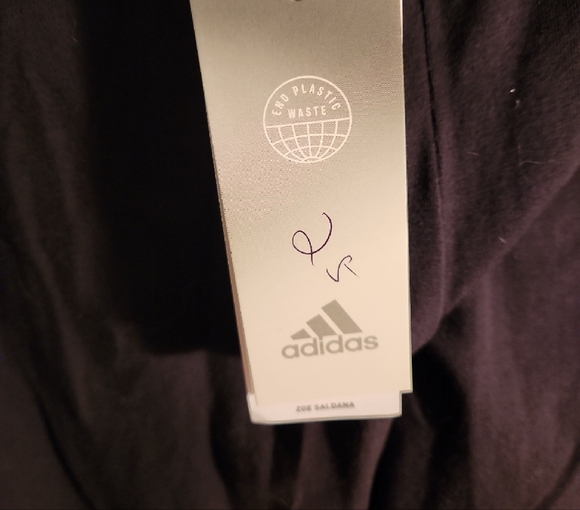 END PLASTIC
WASTE
adidas
ZOE SALDANA